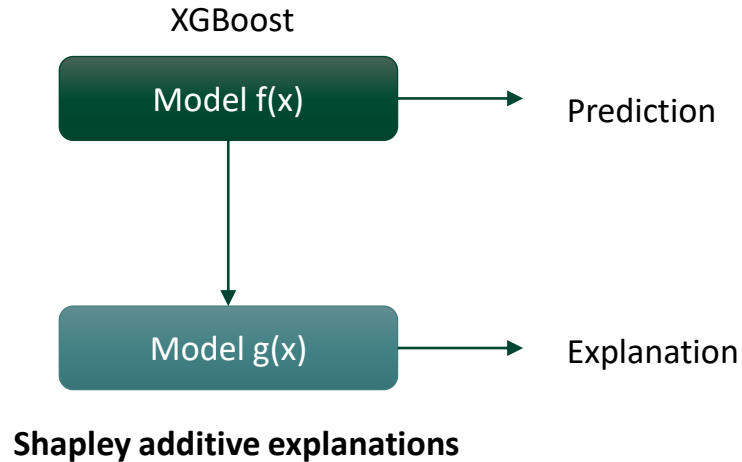 XGBoost
Model f(x)
Prediction
Model g(x)
Explanation
Shapley additive explanations